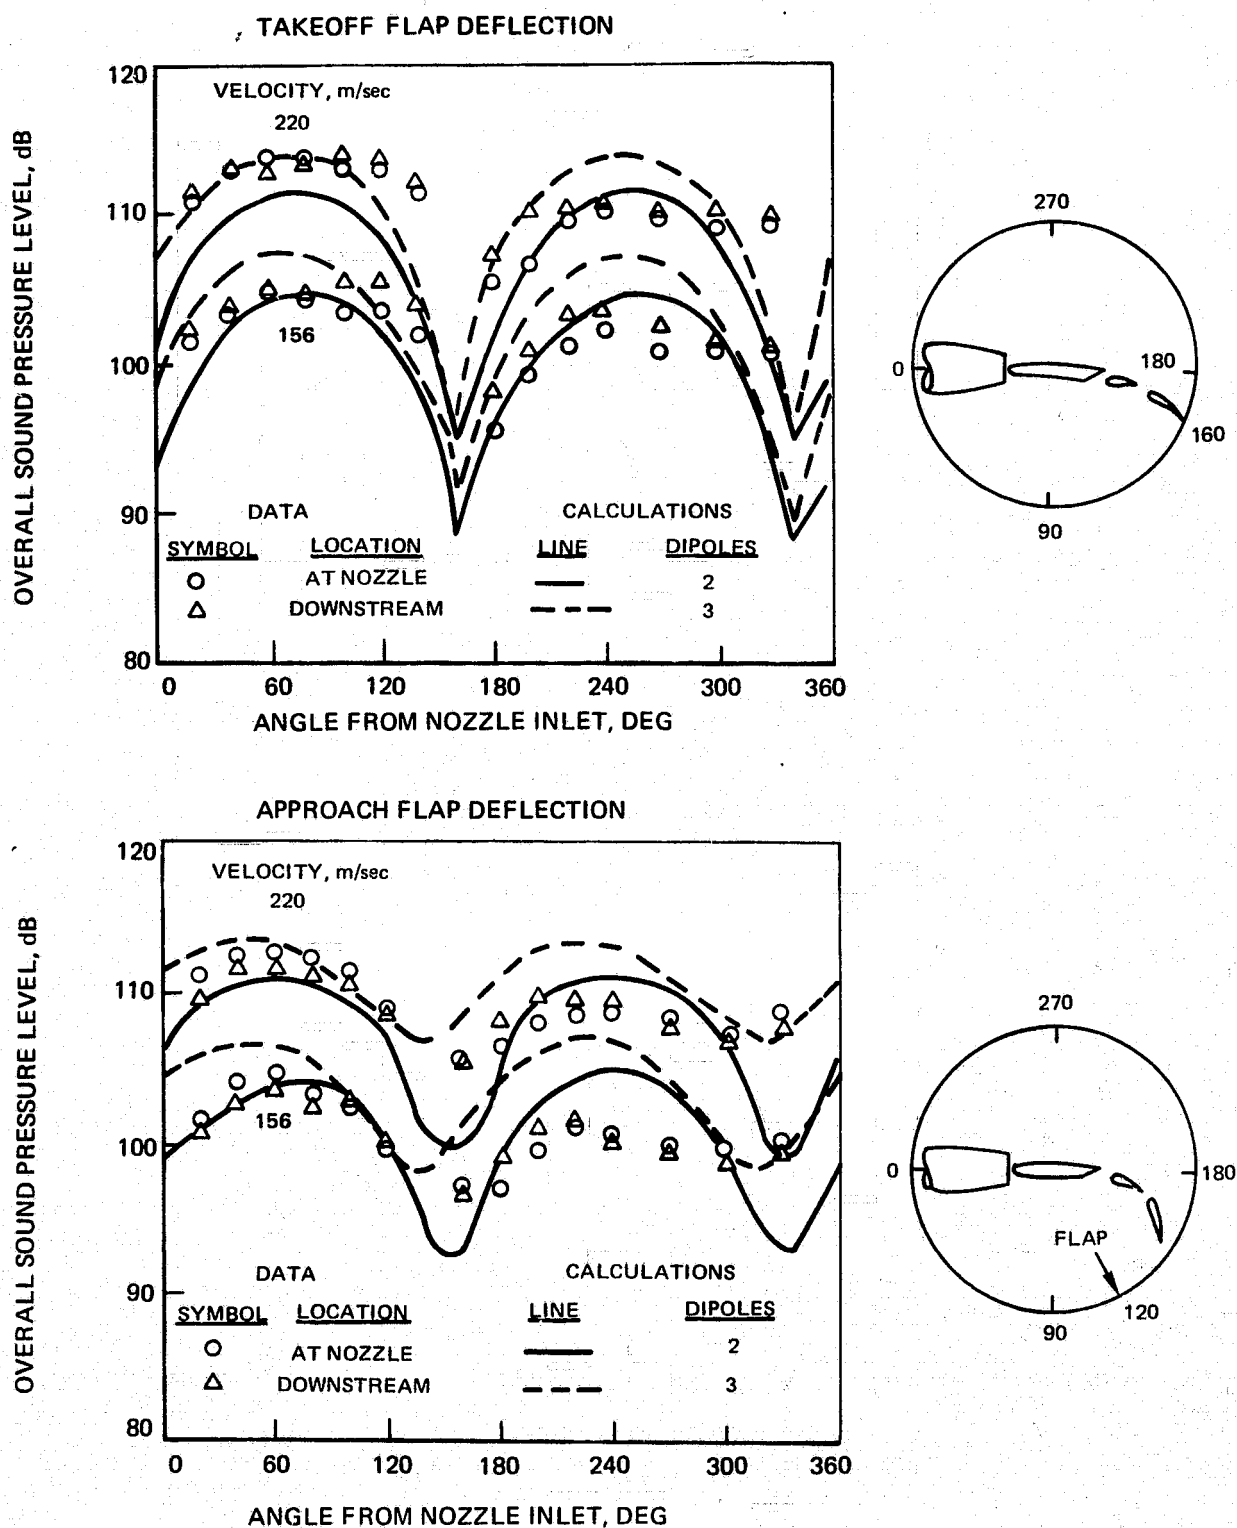 TAKEOFF FLAP DEFLECTION
OVERALL SOUND PRESSURE LEVEL, dB
120
110
100
90
80
VELOCITY, m/sec
220
156
DATA CALCULATIONS
SYMBOL LOCATION LINE DIPOLES
AT NOZZLE 2
DOWNSTREAM 3
0 60 120 180 240 300 360
ANGLE FROM NOZZLE INLET, DEG
270
0
180
160
90
APPROACH FLAP DEFLECTION
OVERALL SOUND PRESSURE LEVEL, dB
120
110
100
90
80
VELOCITY, m/sec
220
156
DATA CALCULATIONS
SYMBOL LOCATION LINE DIPOLES
AT NOZZLE 2
DOWNSTREAM 3
0 60 120 180 240 300 360
ANGLE FROM NOZZLE INLET, DEG
270
0
180
FLAP
120
90